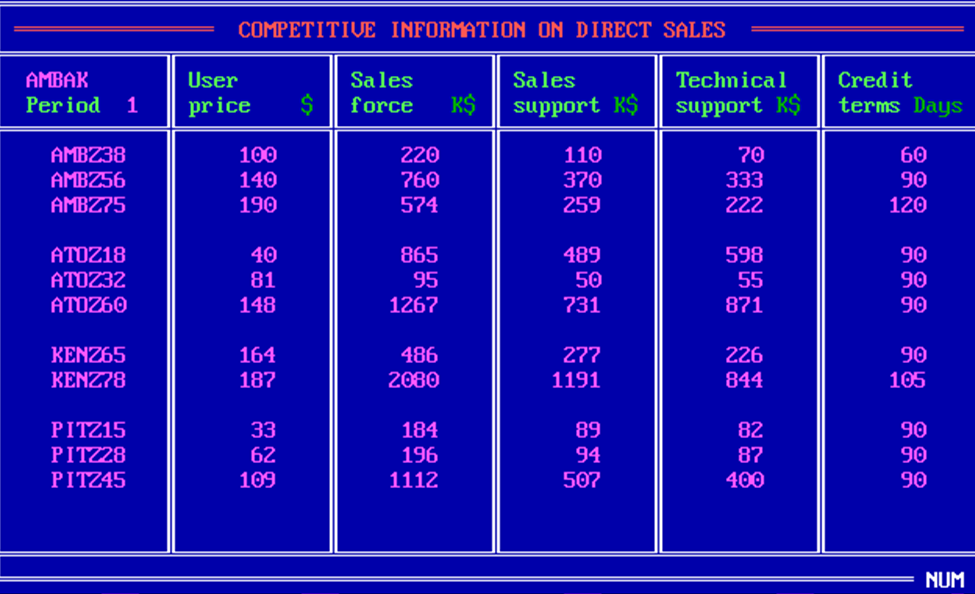 COMPETITIVE INFORMATION ON DIRECT SALES
AMBAK User Sales Sales Technical Credit
Period 1 price $ force K$ support K$ support K$ terms Days
AMBZ38 100 220 110 70 60
AMBZ56 140 760 370 333 90
AMBZ75 190 574 259 222 120
ATOZ18 40 865 489 598 90
ATOZ32 81 95 50 55 90
ATOZ60 148 1267 731 871 90
KENZ65 164 486 277 226 90
KENZ78 187 2080 1191 844 105
PITZ15 33 184 89 82 90
PITZ28 62 196 94 87 90
PITZ45 109 1112 507 400 90
NUM